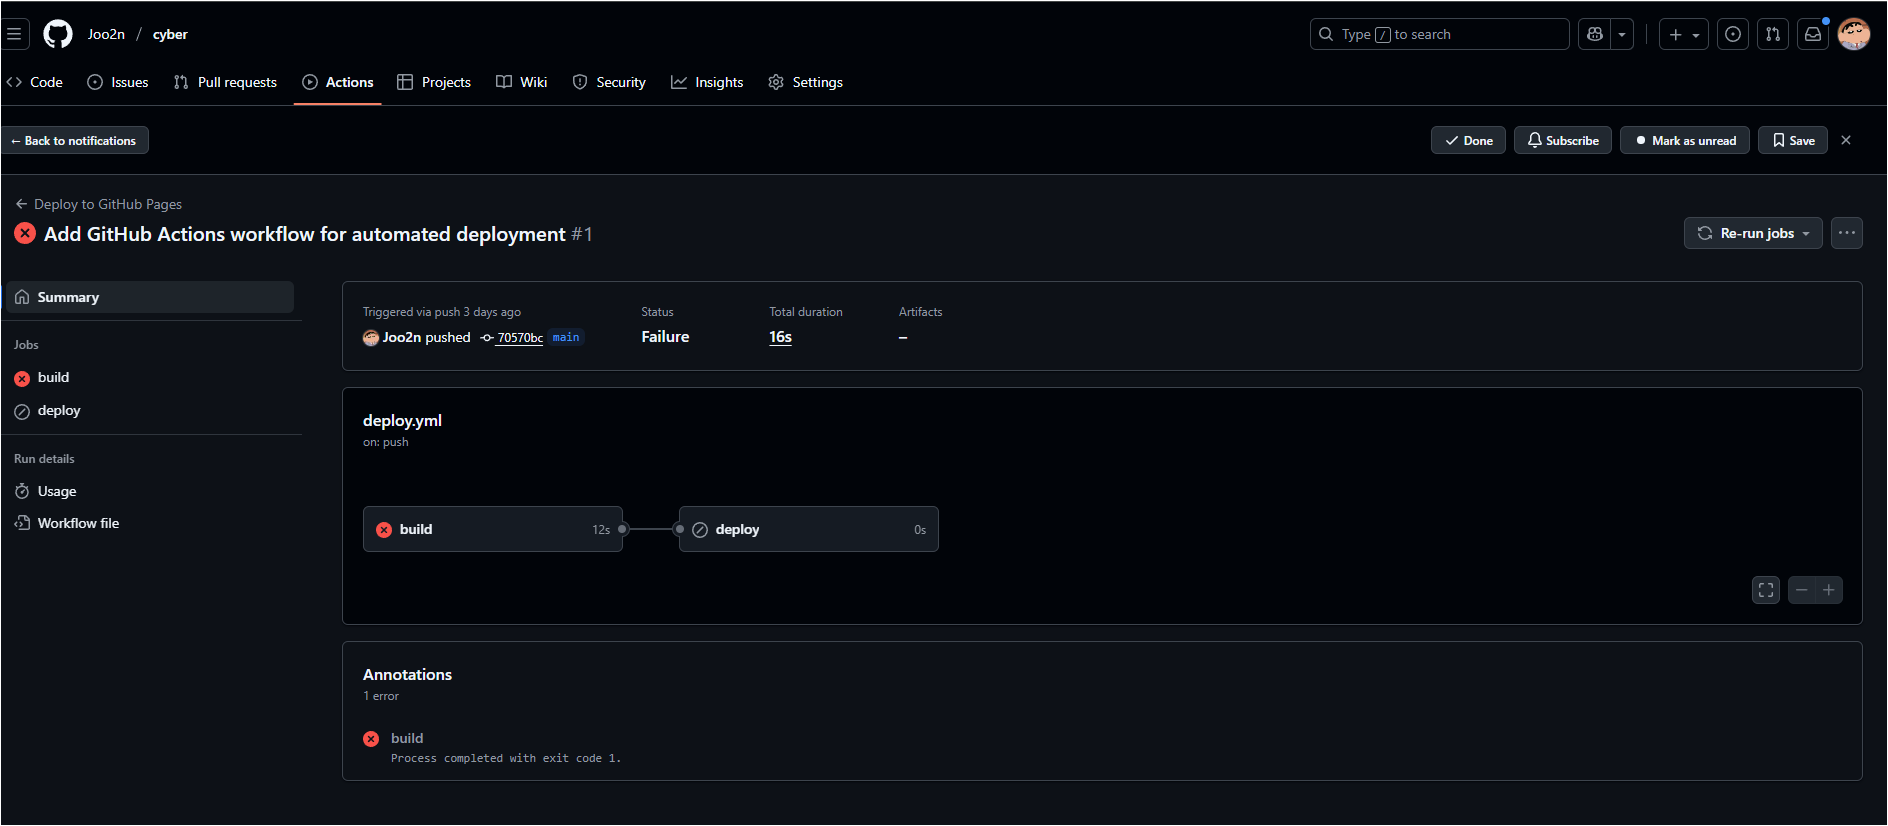 Joo2n / cyber
Type / to search
Code
Issues
Pull requests
Actions
Projects
Wiki
Security
Insights
Settings
← Back to notifications
Done
Subscribe
Mark as unread
Save
← Deploy to GitHub Pages
Add GitHub Actions workflow for automated deployment #1
Re-run jobs
Summary
Jobs
build
deploy
Run details
Usage
Workflow file
Triggered via push 3 days ago
Joo2n pushed 70570bc main
Status
Failure
Total duration
16s
Artifacts
–
deploy.yml
on: push
build 12s
deploy 0s
Annotations
1 error
build
Process completed with exit code 1.